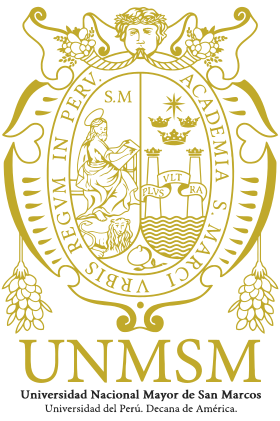 ACADEMIA S. MARCI VRBIS REGVM IN PERV.
S. M
PLVS VLT RA
UNMSM
Universidad Nacional Mayor de San Marcos
Universidad del Perú. Decana de América.